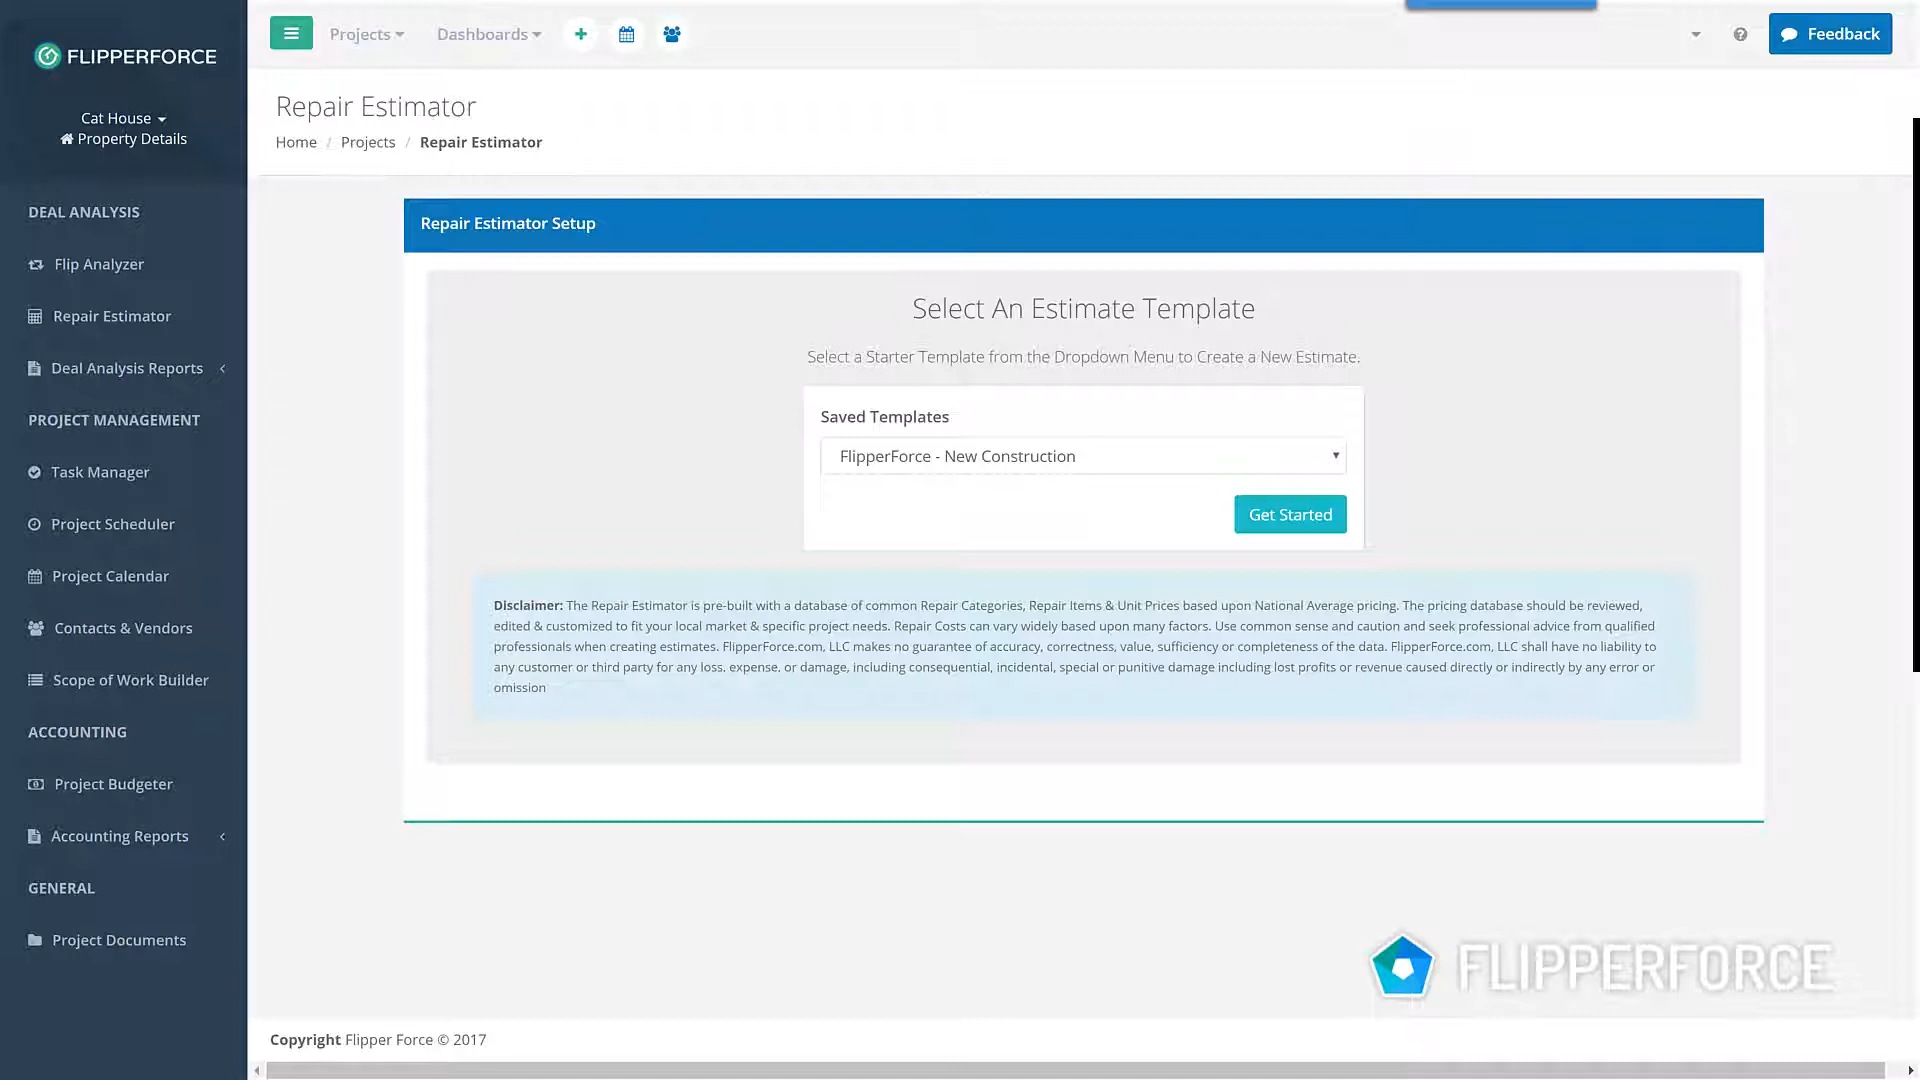 FLIPPERFORCE
Projects
Dashboards
Feedback
Cat House
Property Details
Repair Estimator
Home / Projects / Repair Estimator
DEAL ANALYSIS
Flip Analyzer
Repair Estimator
Deal Analysis Reports
PROJECT MANAGEMENT
Task Manager
Project Scheduler
Project Calendar
Contacts & Vendors
Scope of Work Builder
ACCOUNTING
Project Budgeter
Accounting Reports
GENERAL
Project Documents
Repair Estimator Setup
Select An Estimate Template
Select a Starter Template from the Dropdown Menu to Create a New Estimate.
Saved Templates
FlipperForce - New Construction
Get Started
Disclaimer: The Repair Estimator is pre-built with a database of common Repair Categories, Repair Items & Unit Prices based upon National Average pricing. The pricing database should be reviewed,
edited & customized to fit your local market & specific project needs. Repair Costs can vary widely based upon many factors. Use common sense and caution and seek professional advice from qualified
professionals when creating estimates. FlipperForce.com, LLC makes no guarantee of accuracy, correctness, value, sufficiency or completeness of the data. FlipperForce.com, LLC shall have no liability to
any customer or third party for any loss. expense. or damage, including consequential, incidental, special or punitive damage including lost profits or revenue caused directly or indirectly by any error or
omission
FLIPPERFORCE
Copyright Flipper Force © 2017